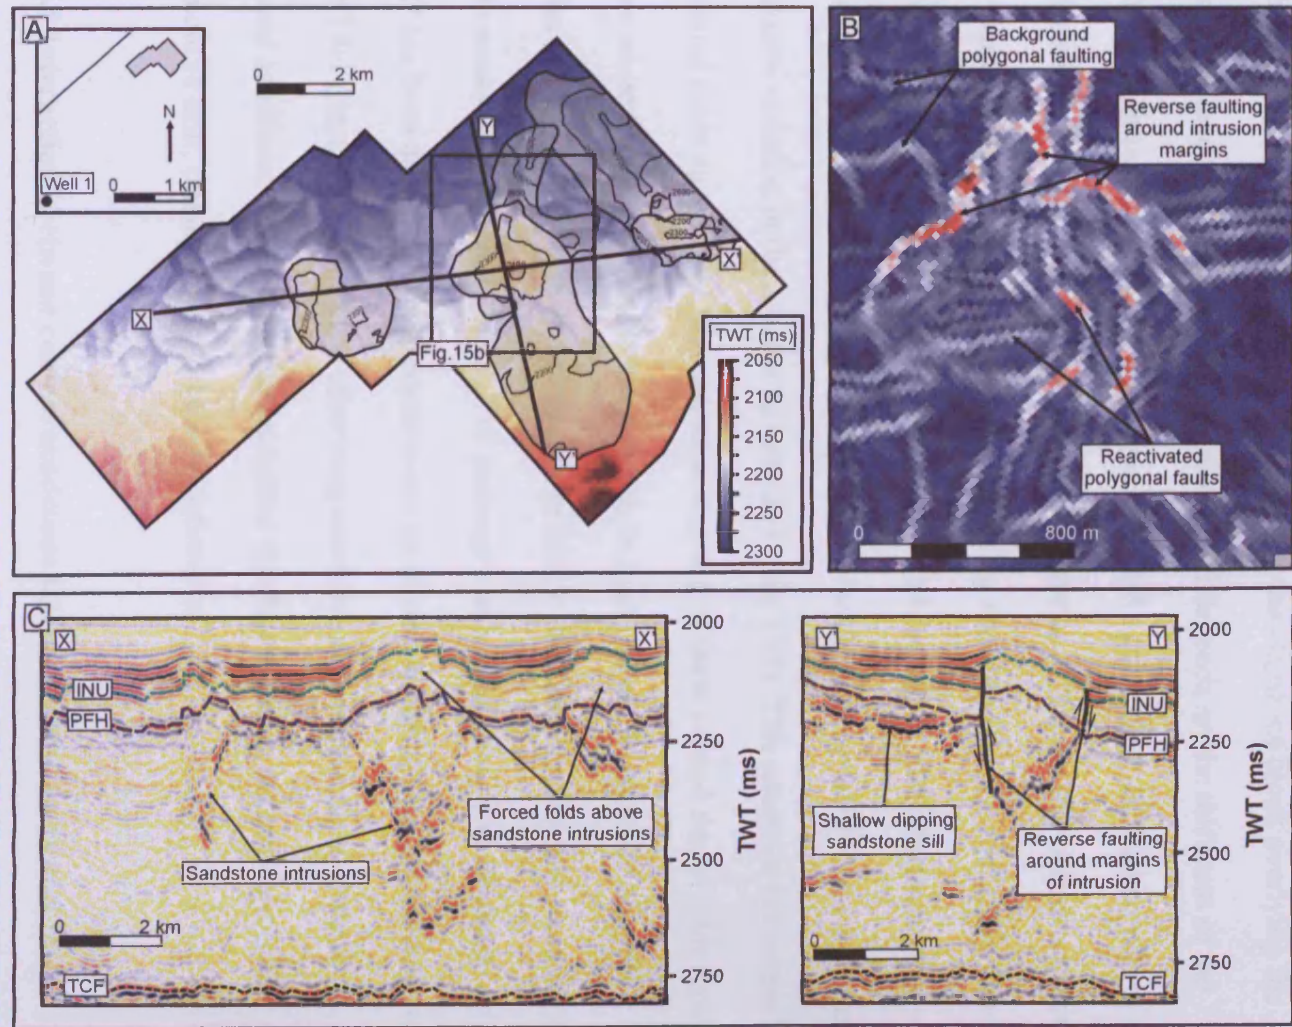 A
Well 1
N
0 1 km
0 2 km
Y
X
X'
Y'
Fig.15b
2300
2200
TWT (ms)
2050
2100
2150
2200
2250
2300
B
Background
polygonal faulting
Reverse faulting
around intrusion
margins
Reactivated
polygonal faults
0 800 m
C
X
X'
INU
PFH
Sandstone intrusions
Forced folds above
sandstone intrusions
0 2 km
TCF
2000
2250
2500
2750
TWT (ms)
Y'
Y
INU
PFH
Shallow dipping
sandstone sill
Reverse faulting
around margins
of intrusion
0 2 km
TCF
2000
2250
2500
2750
TWT (ms)